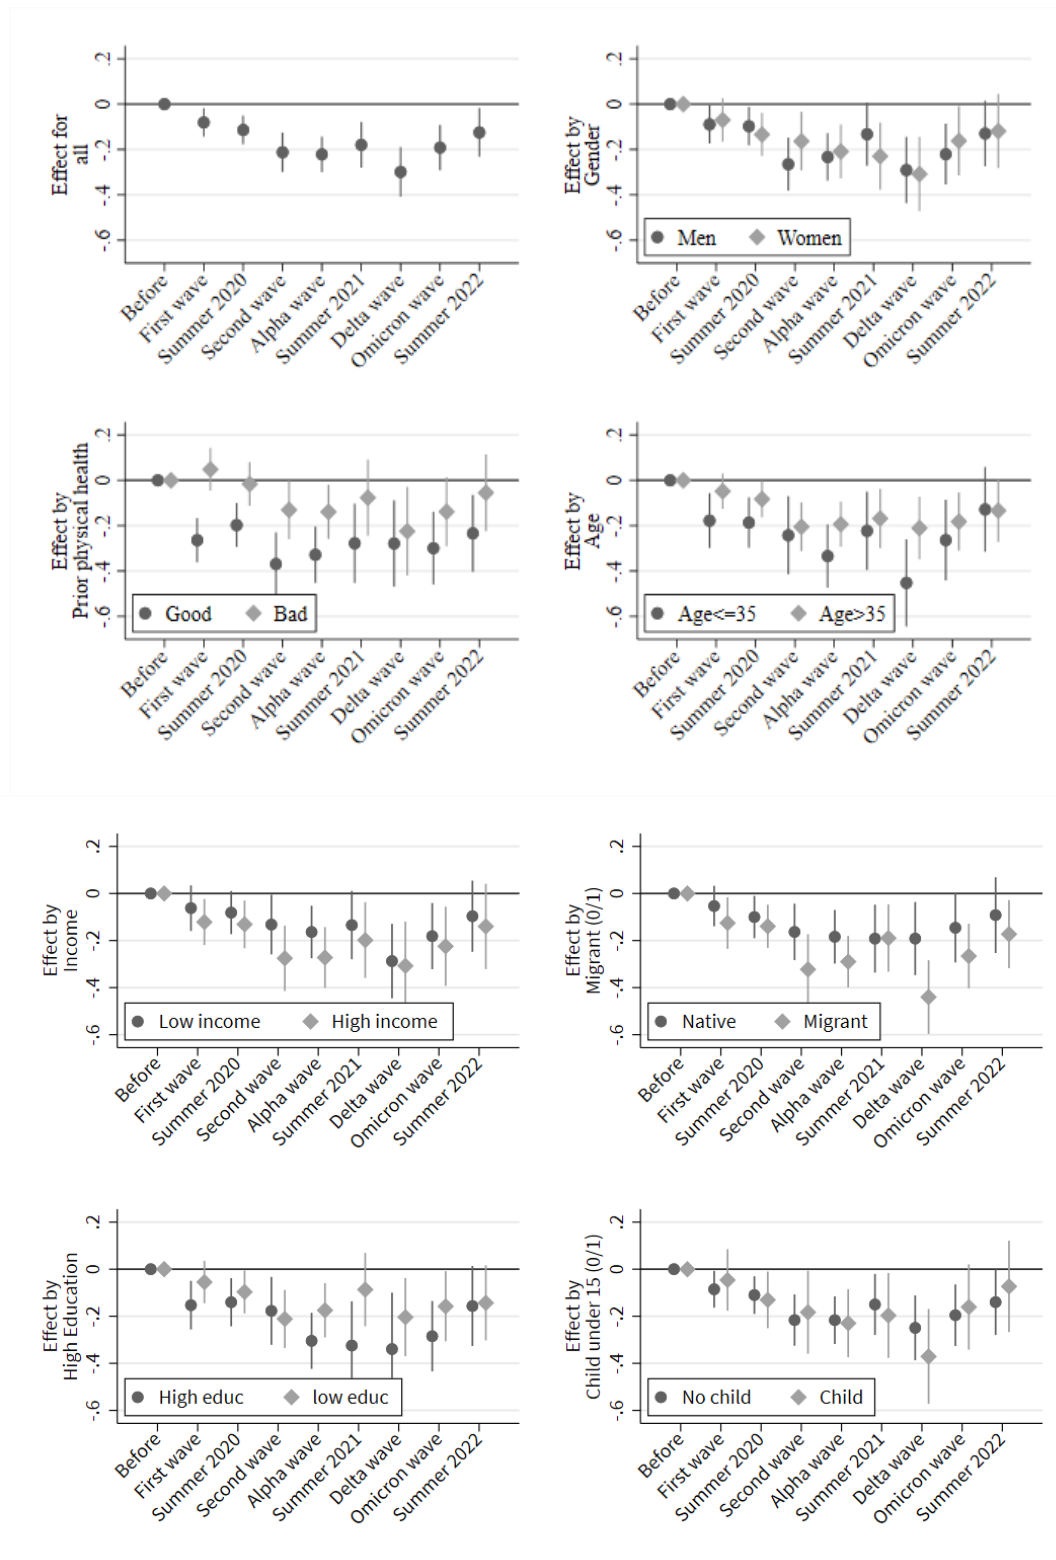 Effect for
all
.2
0
-.2
-.4
-.6
Before
First wave
Summer 2020
Second wave
Alpha wave
Summer 2021
Delta wave
Omicron wave
Summer 2022
Effect by
Gender
.2
0
-.2
-.4
-.6
Men
Women
Before
First wave
Summer 2020
Second wave
Alpha wave
Summer 2021
Delta wave
Omicron wave
Summer 2022
Effect by
Prior physical health
.2
0
-.2
-.4
-.6
Good
Bad
Before
First wave
Summer 2020
Second wave
Alpha wave
Summer 2021
Delta wave
Omicron wave
Summer 2022
Effect by
Age
.2
0
-.2
-.4
-.6
Age<=35
Age>35
Before
First wave
Summer 2020
Second wave
Alpha wave
Summer 2021
Delta wave
Omicron wave
Summer 2022
Effect by
Income
.2
0
-.2
-.4
-.6
Low income
High income
Before
First wave
Summer 2020
Second wave
Alpha wave
Summer 2021
Delta wave
Omicron wave
Summer 2022
Effect by
Migrant (0/1)
.2
0
-.2
-.4
-.6
Native
Migrant
Before
First wave
Summer 2020
Second wave
Alpha wave
Summer 2021
Delta wave
Omicron wave
Summer 2022
Effect by
High Education
.2
0
-.2
-.4
-.6
High educ
low educ
Before
First wave
Summer 2020
Second wave
Alpha wave
Summer 2021
Delta wave
Omicron wave
Summer 2022
Effect by
Child under 15 (0/1)
.2
0
-.2
-.4
-.6
No child
Child
Before
First wave
Summer 2020
Second wave
Alpha wave
Summer 2021
Delta wave
Omicron wave
Summer 2022